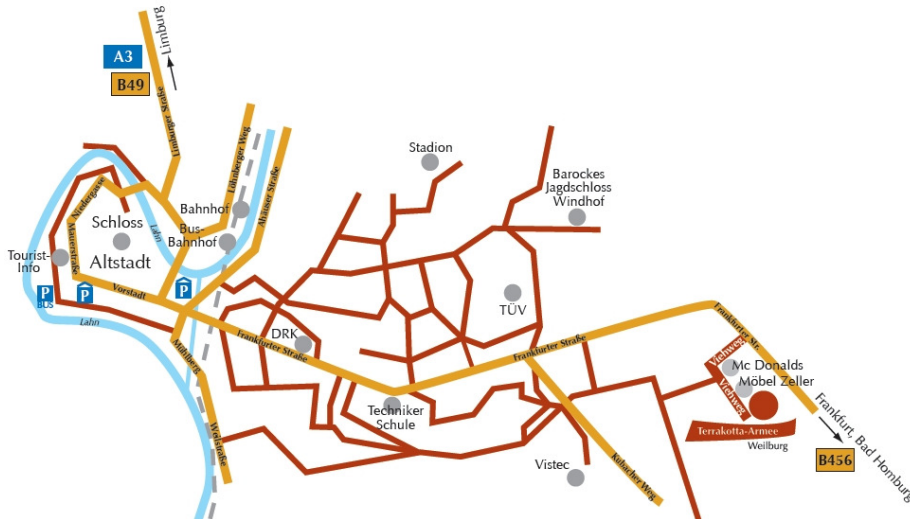 Limburg
A3
B49
Limburger Straße
Löhnberger Weg
Ahäuser Straße
Stadion
Barockes
Jagdschloss
Windhof
Niedergasse
Bahnhof
Schloss
Lahn
Bus-
Bahnhof
Mauerstraße
Altstadt
Tourist-
Info
P
BUS
P
Vorstadt
P
TÜV
Lahn
DRK
Frankfurter Straße
Frankfurter Straße
Frankfurter Str.
Mühlberg
Viehweg
Mc Donalds
Möbel Zeller
Viehweg
Techniker
Schule
Weilstraße
Terrakotta-Armee
Weilburg
Frankfurt, Bad Homburg
B456
Vistec
Kubacher Weg